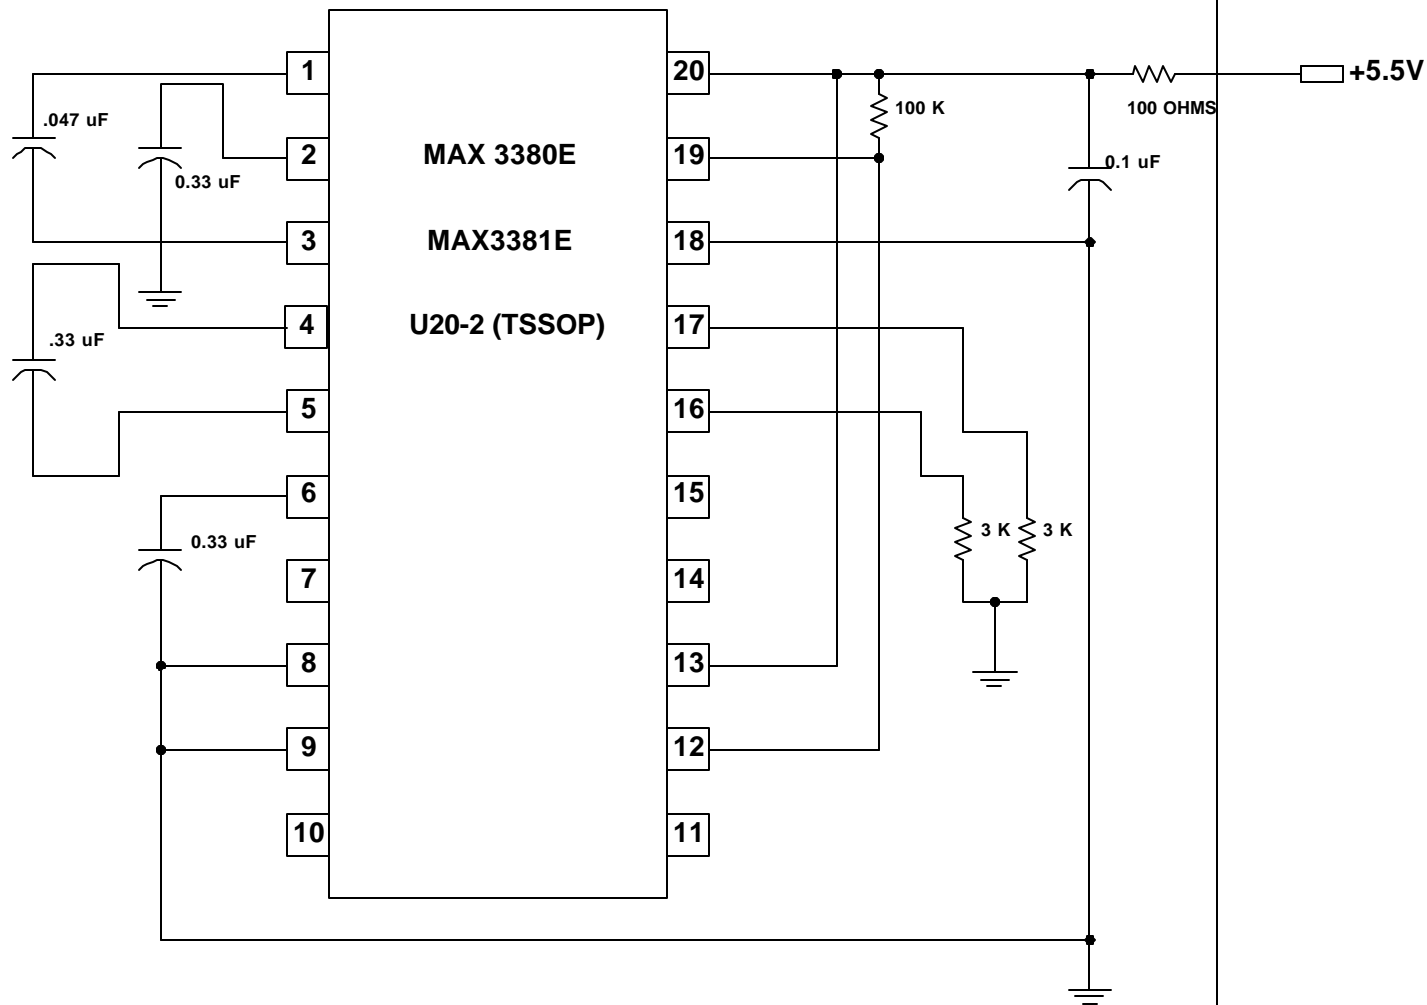 1
20
+5.5V
.047 uF
100 K
100 OHMS
2
MAX 3380E
19
0.1 uF
0.33 uF
3
MAX3381E
18
4
U20-2 (TSSOP)
17
.33 uF
5
16
6
15
0.33 uF
3 K
3 K
7
14
8
13
9
12
10
11